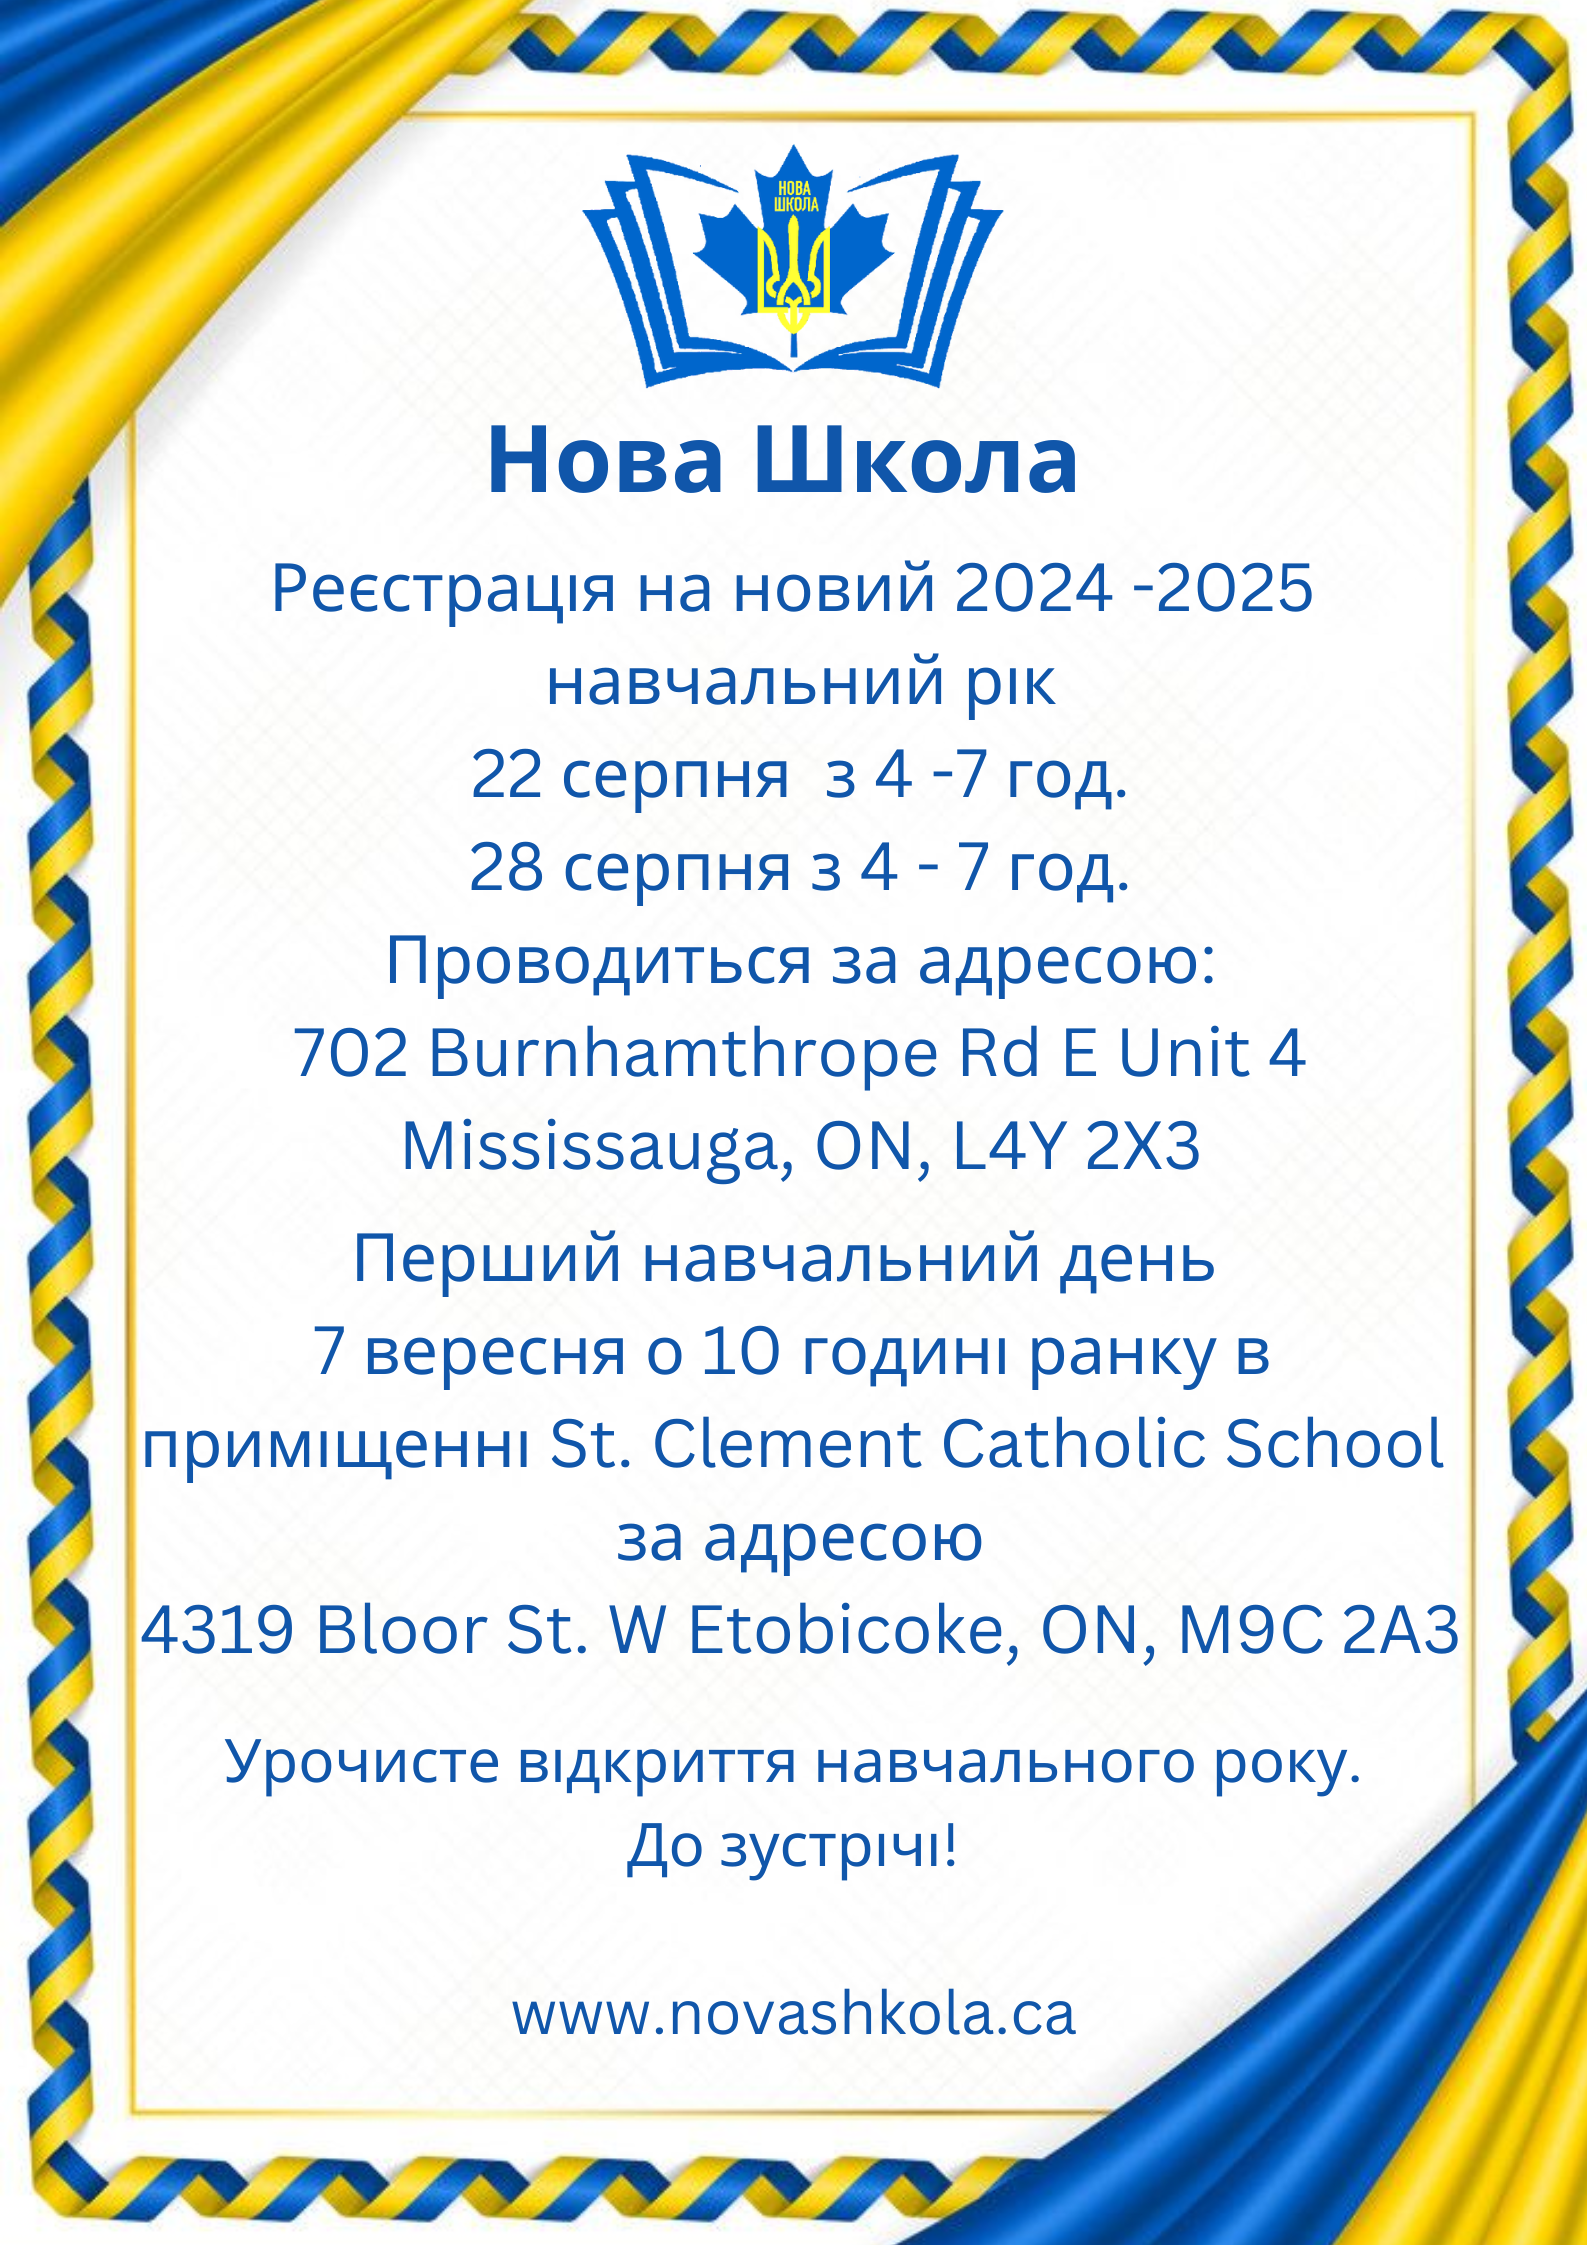 НОВА
ШКОЛА
Нова Школа
Реєстрація на новий 2024 -2025
навчальний рік
22 серпня  з 4 -7 год.
28 серпня з 4 - 7 год.
Проводиться за адресою:
702 Burnhamthrope Rd E Unit 4
Mississauga, ON, L4Y 2X3
Перший навчальний день
7 вересня о 10 годині ранку в
приміщенні St. Clement Catholic School
за адресою
4319 Bloor St. W Etobicoke, ON, M9C 2A3
Урочисте відкриття навчального року.
До зустрічі!
www.novashkola.ca